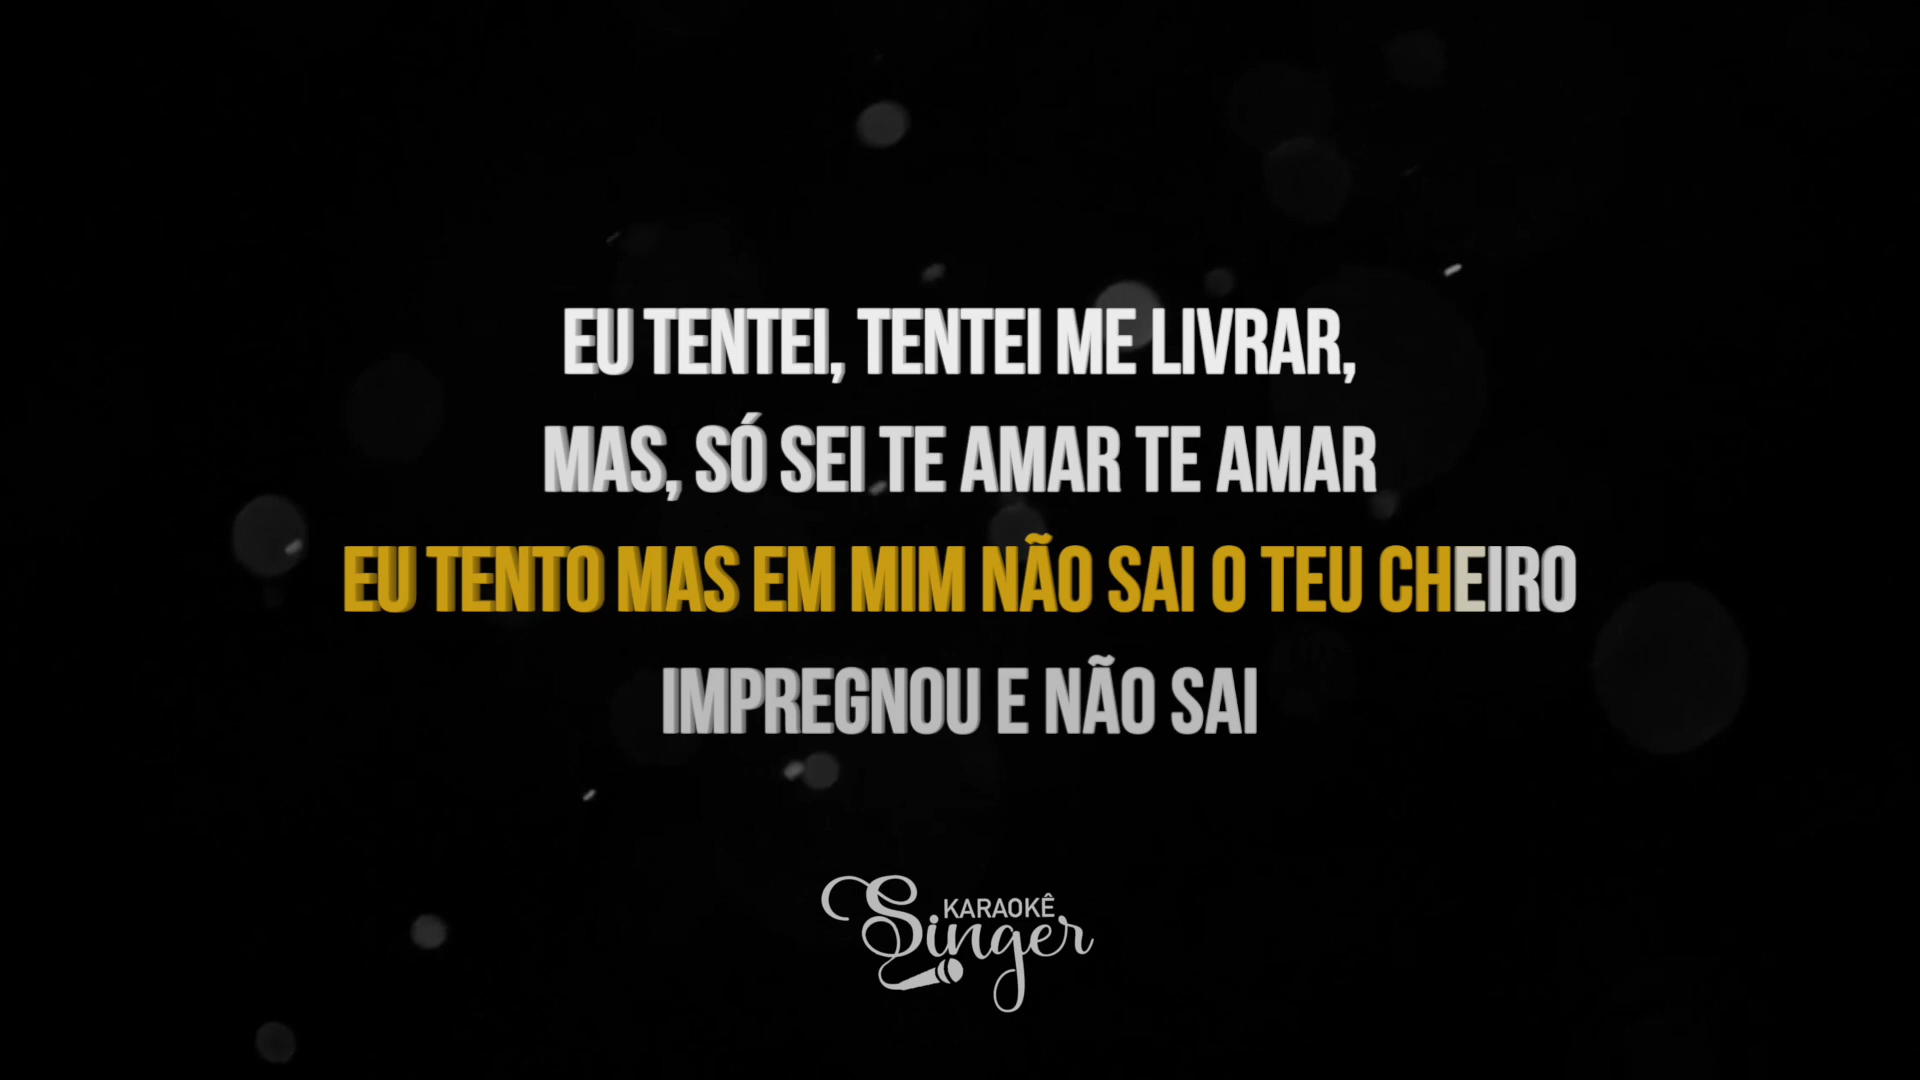 EU TENTEI, TENTEI ME LIVRAR,
MAS, SÓ SEI TE AMAR TE AMAR
EU TENTO MAS EM MIM NÃO SAI O TEU CHEIRO
IMPREGNOU E NÃO SAI
KARAOKÊ
Singer